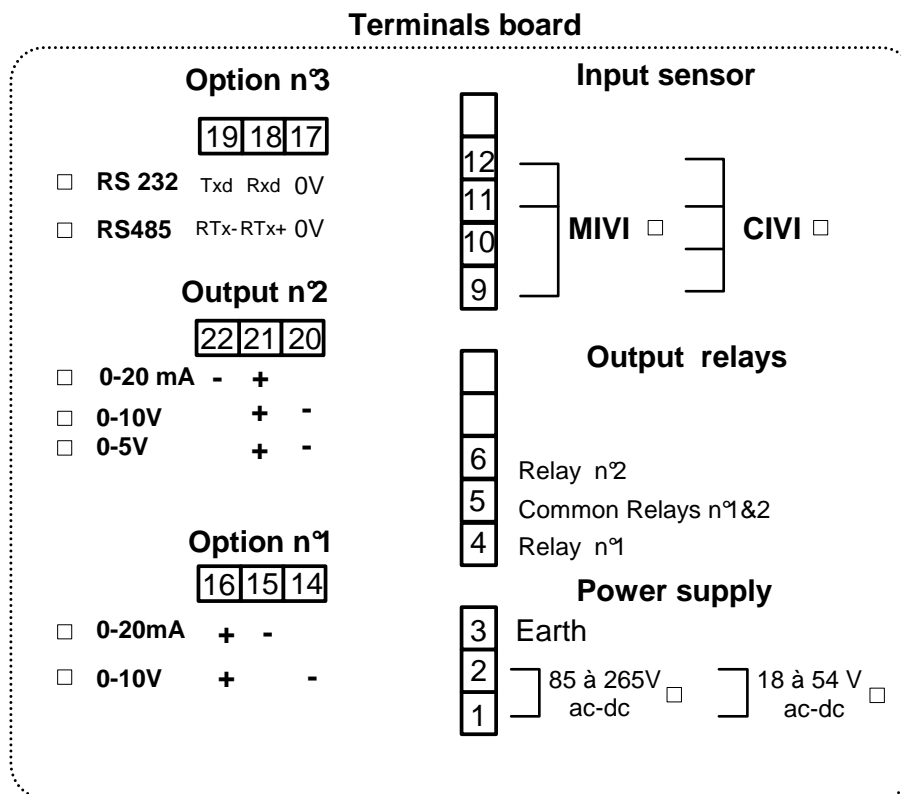 Terminals board
Option n°3
19 18 17
□ RS 232 Txd Rxd 0V
□ RS485 RTx- RTx+ 0V
Output n°2
22 21 20
□ 0-20 mA - +
□ 0-10V + -
□ 0-5V + -
Option n°1
16 15 14
□ 0-20mA + -
□ 0-10V + -
Input sensor
12
11
10
9
MIVI □
CIVI □
Output relays
6 Relay n°2
5 Common Relays n°1&2
4 Relay n°1
Power supply
3 Earth
2
1
85 à 265V
ac-dc □
18 à 54 V
ac-dc □